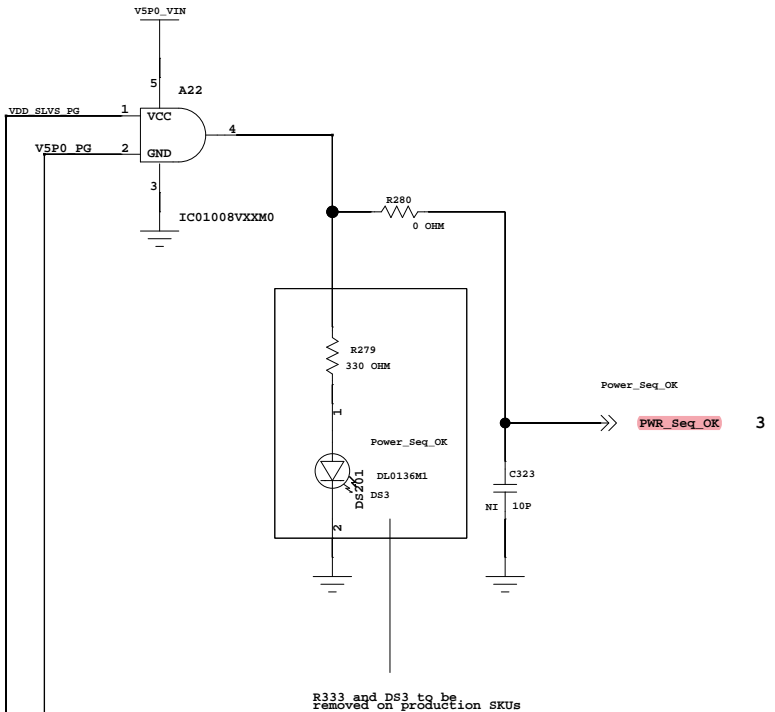 V5P0_VIN
5
A22
VDD_SLVS_PG
1
VCC
4
V5P0_PG
2
GND
3
IC01008VXXM0
R280
0 OHM
R279
330 OHM
Power_Seq_OK
1
PWR_Seq_OK
3
Power_Seq_OK
DS201
DL0136M1
DS3
C323
NI
10P
2
R333 and DS3 to be
removed on production SKUs